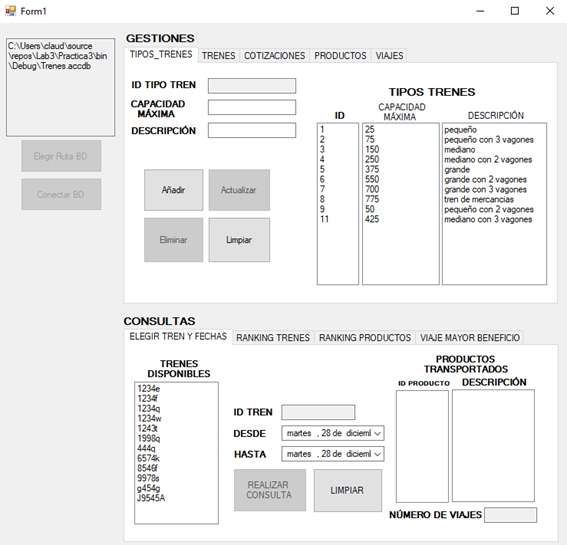 Form1
C:\Users\claud\source
\repos\Lab3\Practica3\bin
\Debug\Trenes.accdb
Elegir Ruta BD
Conectar BD
GESTIONES
TIPOS_TRENES TRENES COTIZACIONES PRODUCTOS VIAJES
ID TIPO TREN
CAPACIDAD
MÁXIMA
DESCRIPCIÓN
Añadir Actualizar
Eliminar Limpiar
TIPOS TRENES
ID CAPACIDAD MÁXIMA DESCRIPCIÓN
1 25 pequeño
2 75 pequeño con 3 vagones
3 150 mediano
4 250 mediano con 2 vagones
5 375 grande
6 550 grande con 2 vagones
7 700 grande con 3 vagones
8 775 tren de mercancias
9 50 pequeño con 2 vagones
11 425 mediano con 3 vagones
CONSULTAS
ELEGIR TREN Y FECHAS RANKING TRENES RANKING PRODUCTOS VIAJE MAYOR BENEFICIO
TRENES
DISPONIBLES
1234e
1234f
1234q
1234w
1243t
1998q
444q
6574k
8546f
9978s
g454g
J9545A
ID TREN
DESDE martes , 28 de dicieml
HASTA martes , 28 de dicieml
REALIZAR
CONSULTA
LIMPIAR
PRODUCTOS
TRANSPORTADOS
ID PRODUCTO DESCRIPCIÓN
NÚMERO DE VIAJES